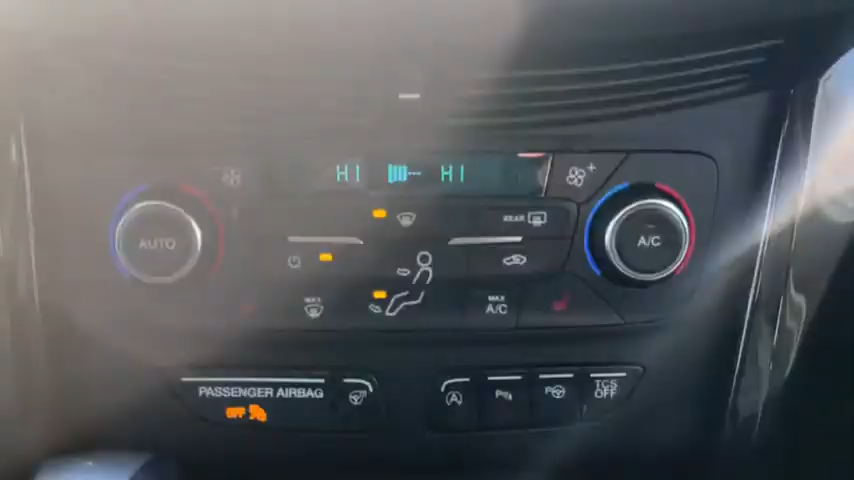 HI HI
REAR
AUTO
A/C
MAX
MAX
A/C
PASSENGER AIRBAG
OFF
A
P
P
TCS
OFF